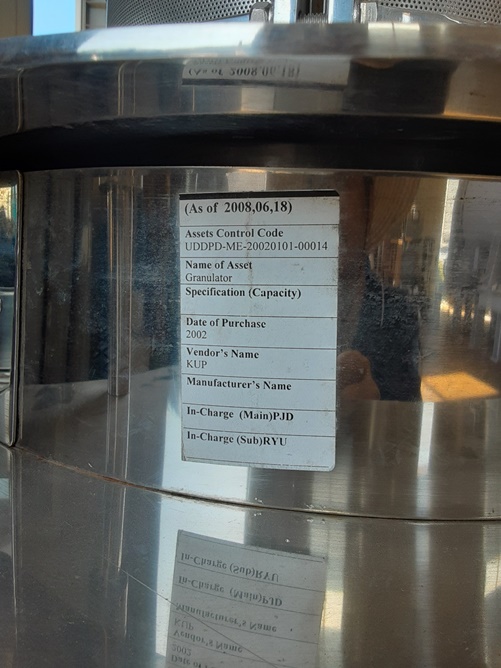 (As of 2008,06,18)
Assets Control Code
UDDPD-ME-20020101-00014
Name of Asset
Granulator
Specification (Capacity)
Date of Purchase
2002
Vendor's Name
KUP
Manufacturer's Name
In-Charge (Main)PJD
In-Charge (Sub)RYU